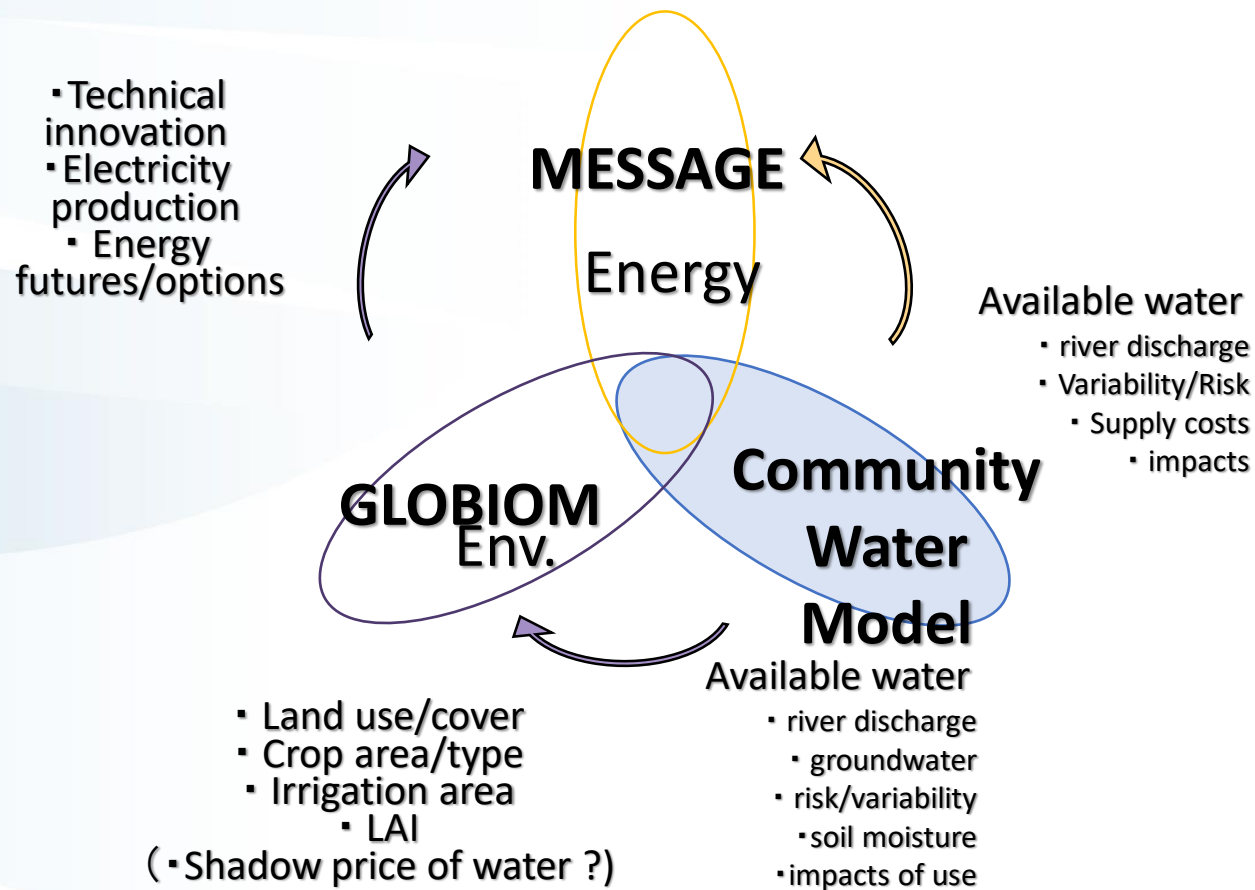 ▪Technical
innovation
▪Electricity
production
▪ Energy
futures/options
MESSAGE
Energy
Available water
▪ river discharge
▪ Variability/Risk
▪ Supply costs
▪ impacts
GLOBIOM
Env.
Community
Water
Model
Available water
▪ river discharge
▪ groundwater
▪ risk/variability
▪soil moisture
▪impacts of use
▪ Land use/cover
▪ Crop area/type
▪ Irrigation area
▪ LAI
(▪Shadow price of water ?)